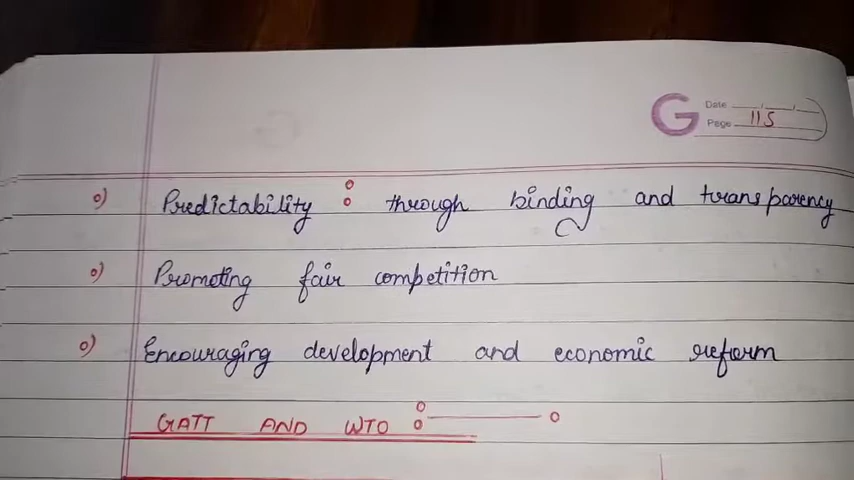 G Date
Page 115
o) Predictability : through binding and transparency
o) Promoting fair competition
o) Encouraging development and economic reform
GATT AND WTO :